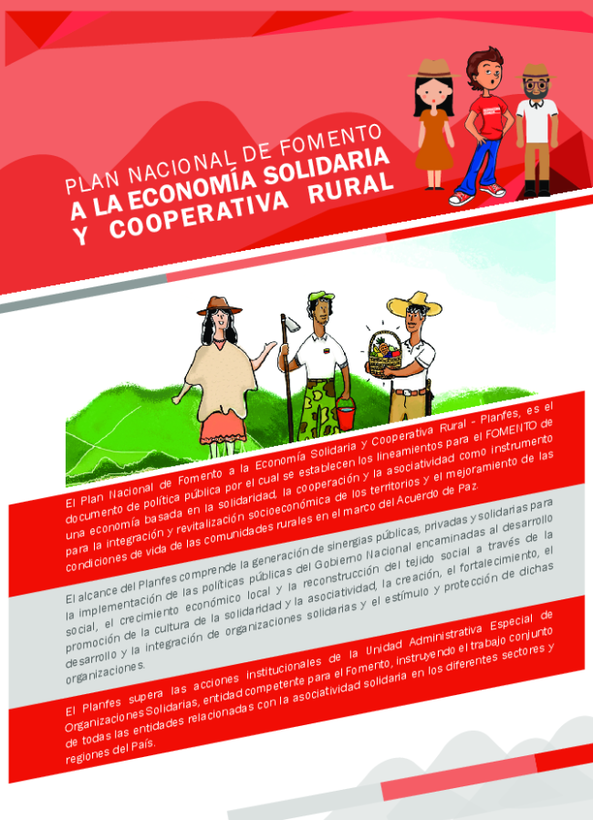 PLAN NACIONAL DE FOMENTO
A LA ECONOMÍA SOLIDARIA
Y COOPERATIVA RURAL
El Plan Nacional de Fomento a la Economía Solidaria y Cooperativa Rural - Planfes, es el
documento de política pública por el cual se establecen los lineamientos para el FOMENTO de
una economía basada en la solidaridad, la cooperación y la asociatividad como instrumento
para la integración y revitalización socioeconómica de los territorios y el mejoramiento de las
condiciones de vida de las comunidades rurales en el marco del Acuerdo de Paz.
El alcance del Planfes comprende la generación de sinergias públicas, privadas y solidarias para
la implementación de las políticas públicas del Gobierno Nacional encaminadas al desarrollo
social, el crecimiento económico local y la reconstrucción del tejido social a través de la
promoción de la cultura de la solidaridad y la asociatividad, la creación, el fortalecimiento, el
desarrollo y la integración de organizaciones solidarias y el estímulo y protección de dichas
organizaciones.
El Planfes supera las acciones institucionales de la Unidad Administrativa Especial de
Organizaciones Solidarias, entidad competente para el Fomento, instruyendo el trabajo conjunto
de todas las entidades relacionadas con la asociatividad solidaria en los diferentes sectores y
regiones del País.